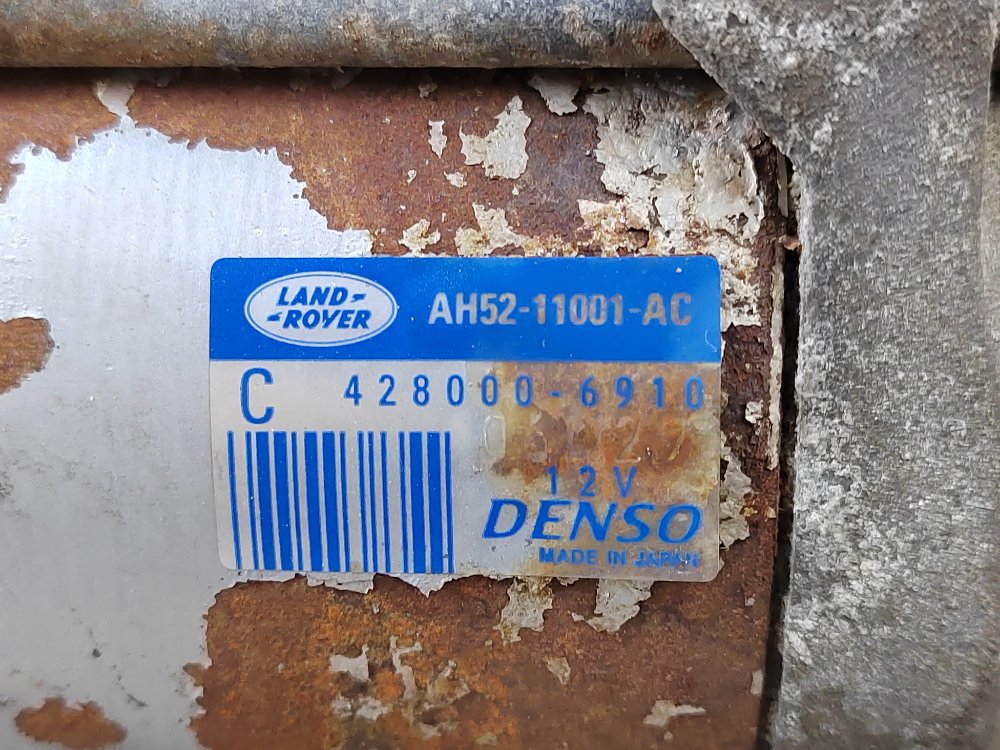 LAND-
-ROVER
AH52-11001-AC
C
428000-6910
12V
DENSO
MADE IN JAPAN